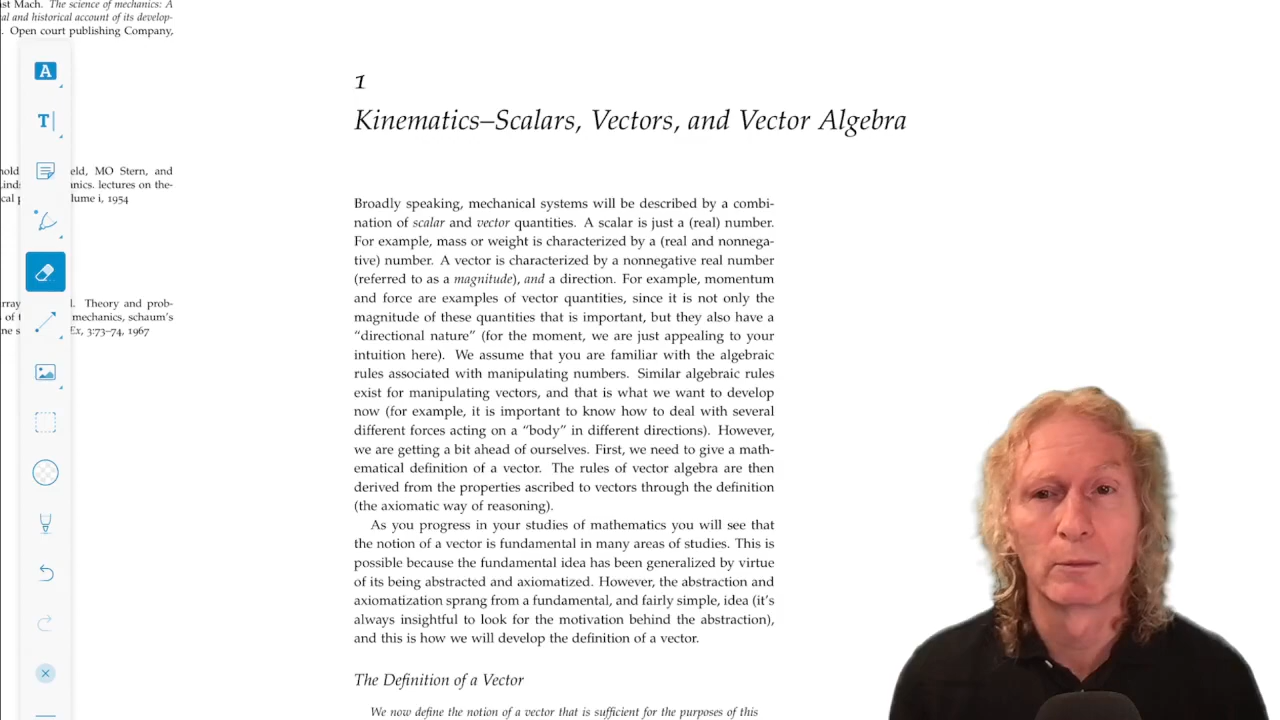 ast Mach. The science of mechanics: A
al and historical account of its develop-
. Open court publishing Company,
eld, MO Stern, and
anics. lectures on the-
lume i, 1954
Theory and prob-
mechanics, schaum's
Ex, 3:73–74, 1967
A
T
1
Kinematics–Scalars, Vectors, and Vector Algebra
Broadly speaking, mechanical systems will be described by a combi-
nation of scalar and vector quantities. A scalar is just a (real) number.
For example, mass or weight is characterized by a (real and nonnega-
tive) number. A vector is characterized by a nonnegative real number
(referred to as a magnitude), and a direction. For example, momentum
and force are examples of vector quantities, since it is not only the
magnitude of these quantities that is important, but they also have a
“directional nature” (for the moment, we are just appealing to your
intuition here). We assume that you are familiar with the algebraic
rules associated with manipulating numbers. Similar algebraic rules
exist for manipulating vectors, and that is what we want to develop
now (for example, it is important to know how to deal with several
different forces acting on a “body” in different directions). However,
we are getting a bit ahead of ourselves. First, we need to give a math-
ematical definition of a vector. The rules of vector algebra are then
derived from the properties ascribed to vectors through the definition
(the axiomatic way of reasoning).
As you progress in your studies of mathematics you will see that
the notion of a vector is fundamental in many areas of studies. This is
possible because the fundamental idea has been generalized by virtue
of its being abstracted and axiomatized. However, the abstraction and
axiomatization sprang from a fundamental, and fairly simple, idea (it's
always insightful to look for the motivation behind the abstraction),
and this is how we will develop the definition of a vector.
The Definition of a Vector
We now define the notion of a vector that is sufficient for the purposes of this